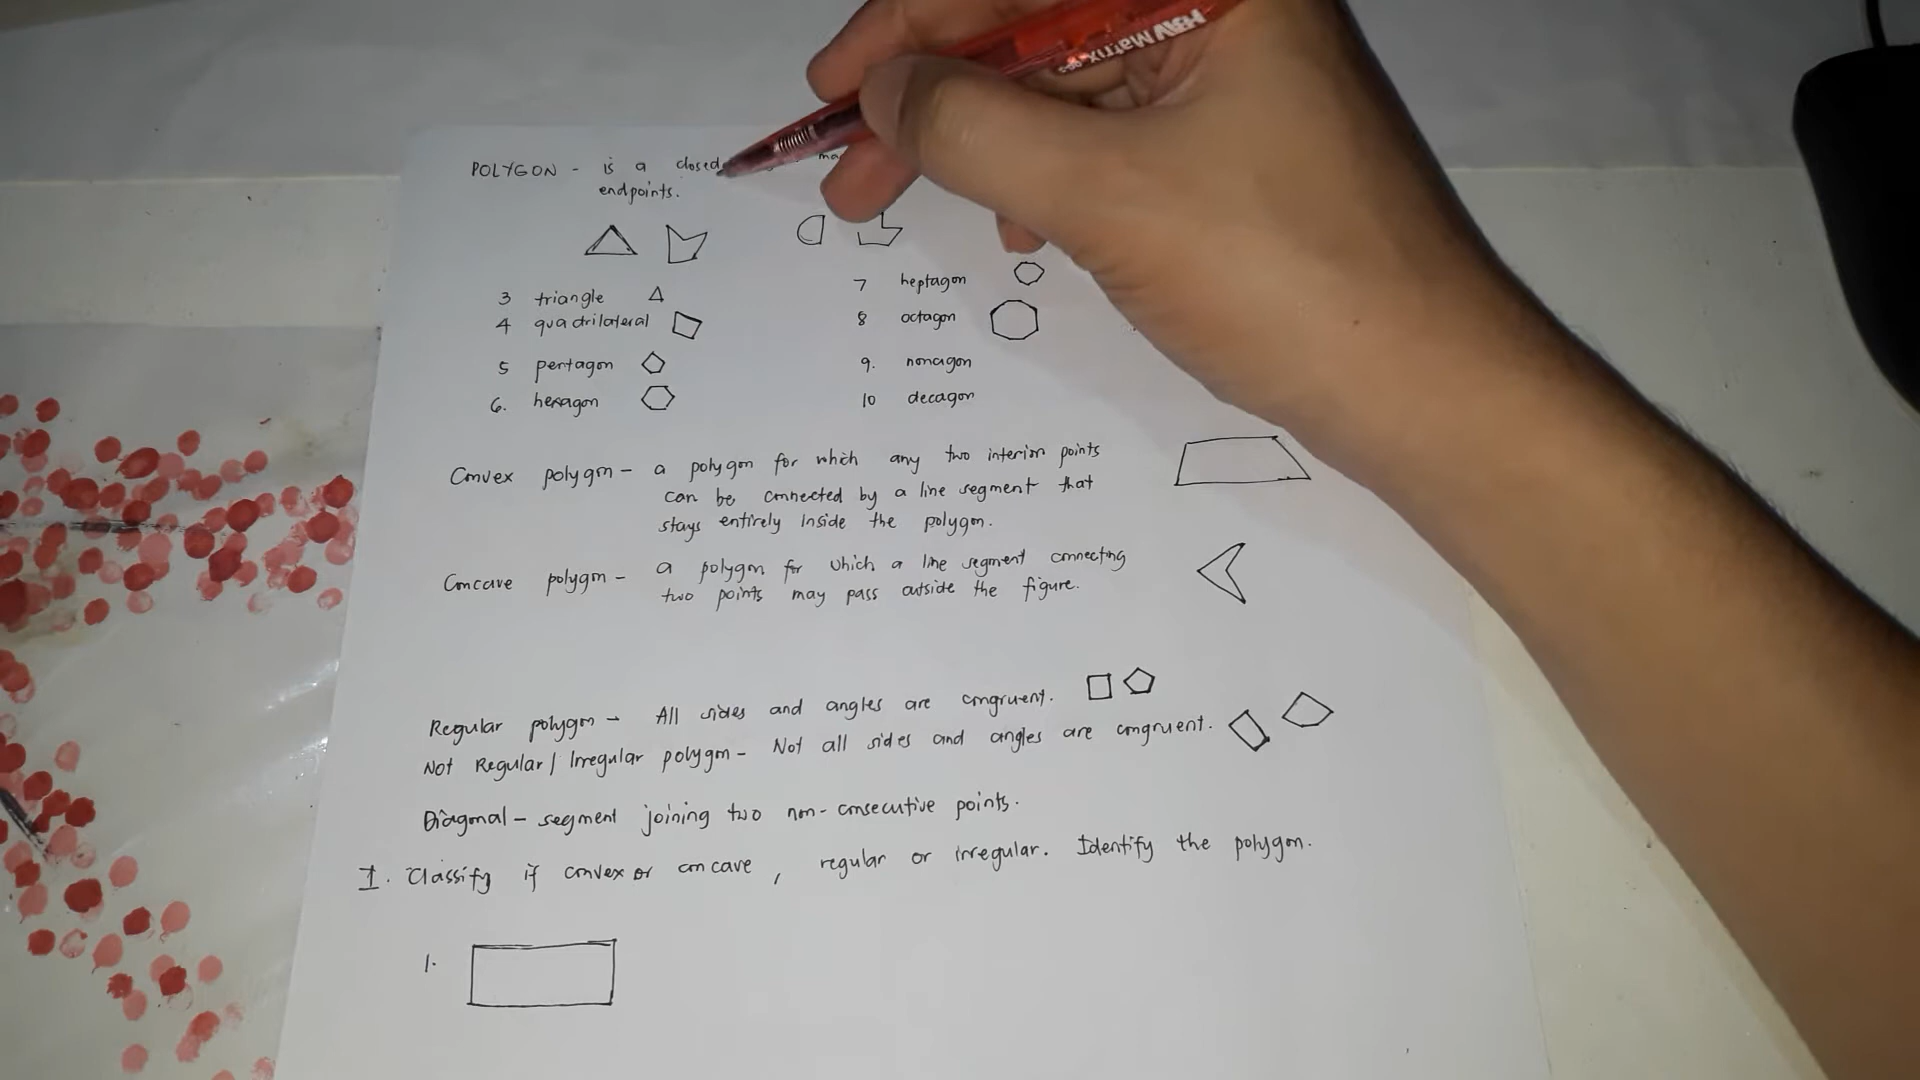 HBW Matrix
POLYGON - is a closed
endpoints.
3 triangle
4 quadrilateral
5 pentagon
6. hexagon
7 heptagon
8 octagon
9. nonagon
10 decagon
Convex polygon - a polygon for which any two interior points
can be connected by a line segment that
stays entirely inside the polygon.
Concave polygon - a polygon for which a line segment connecting
two points may pass outside the figure.
Regular polygon - All sides and angles are congruent.
Not Regular / Irregular polygon - Not all sides and angles are congruent.
Diagonal - segment joining two non-consecutive points.
I. Classify if convex or concave, regular or irregular. Identify the polygon.
1.